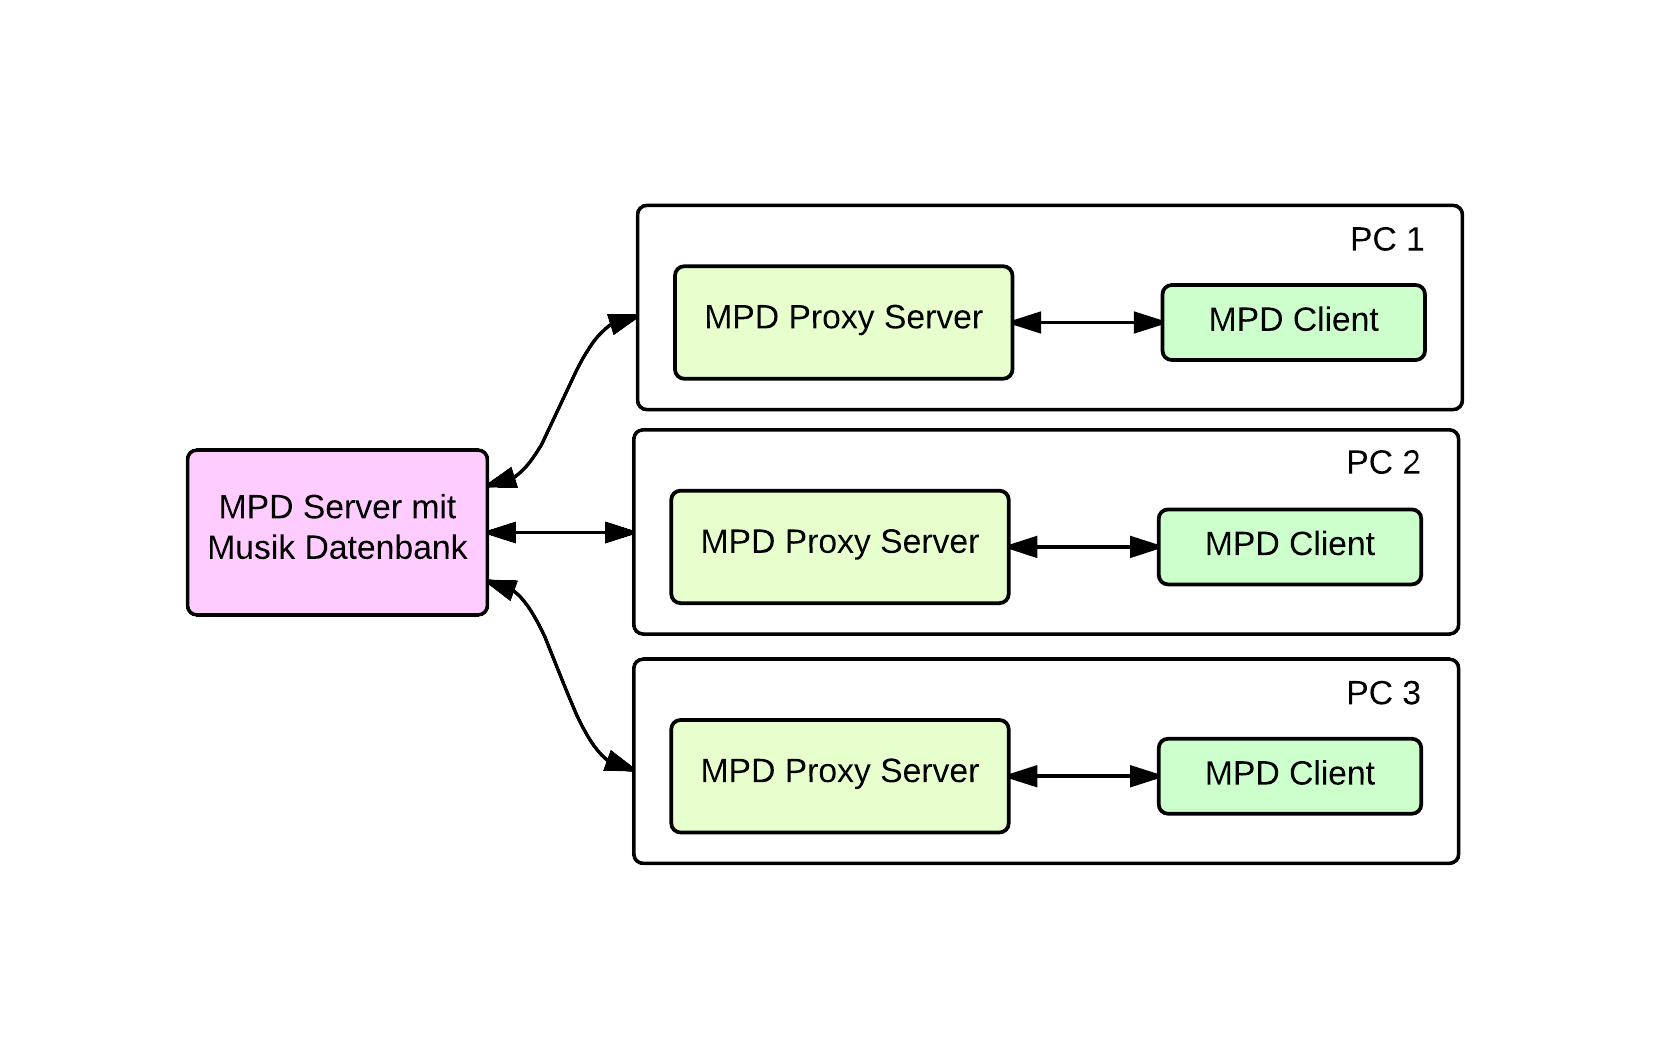 PC 1
MPD Proxy Server
MPD Client
PC 2
MPD Server mit
Musik Datenbank
MPD Proxy Server
MPD Client
PC 3
MPD Proxy Server
MPD Client